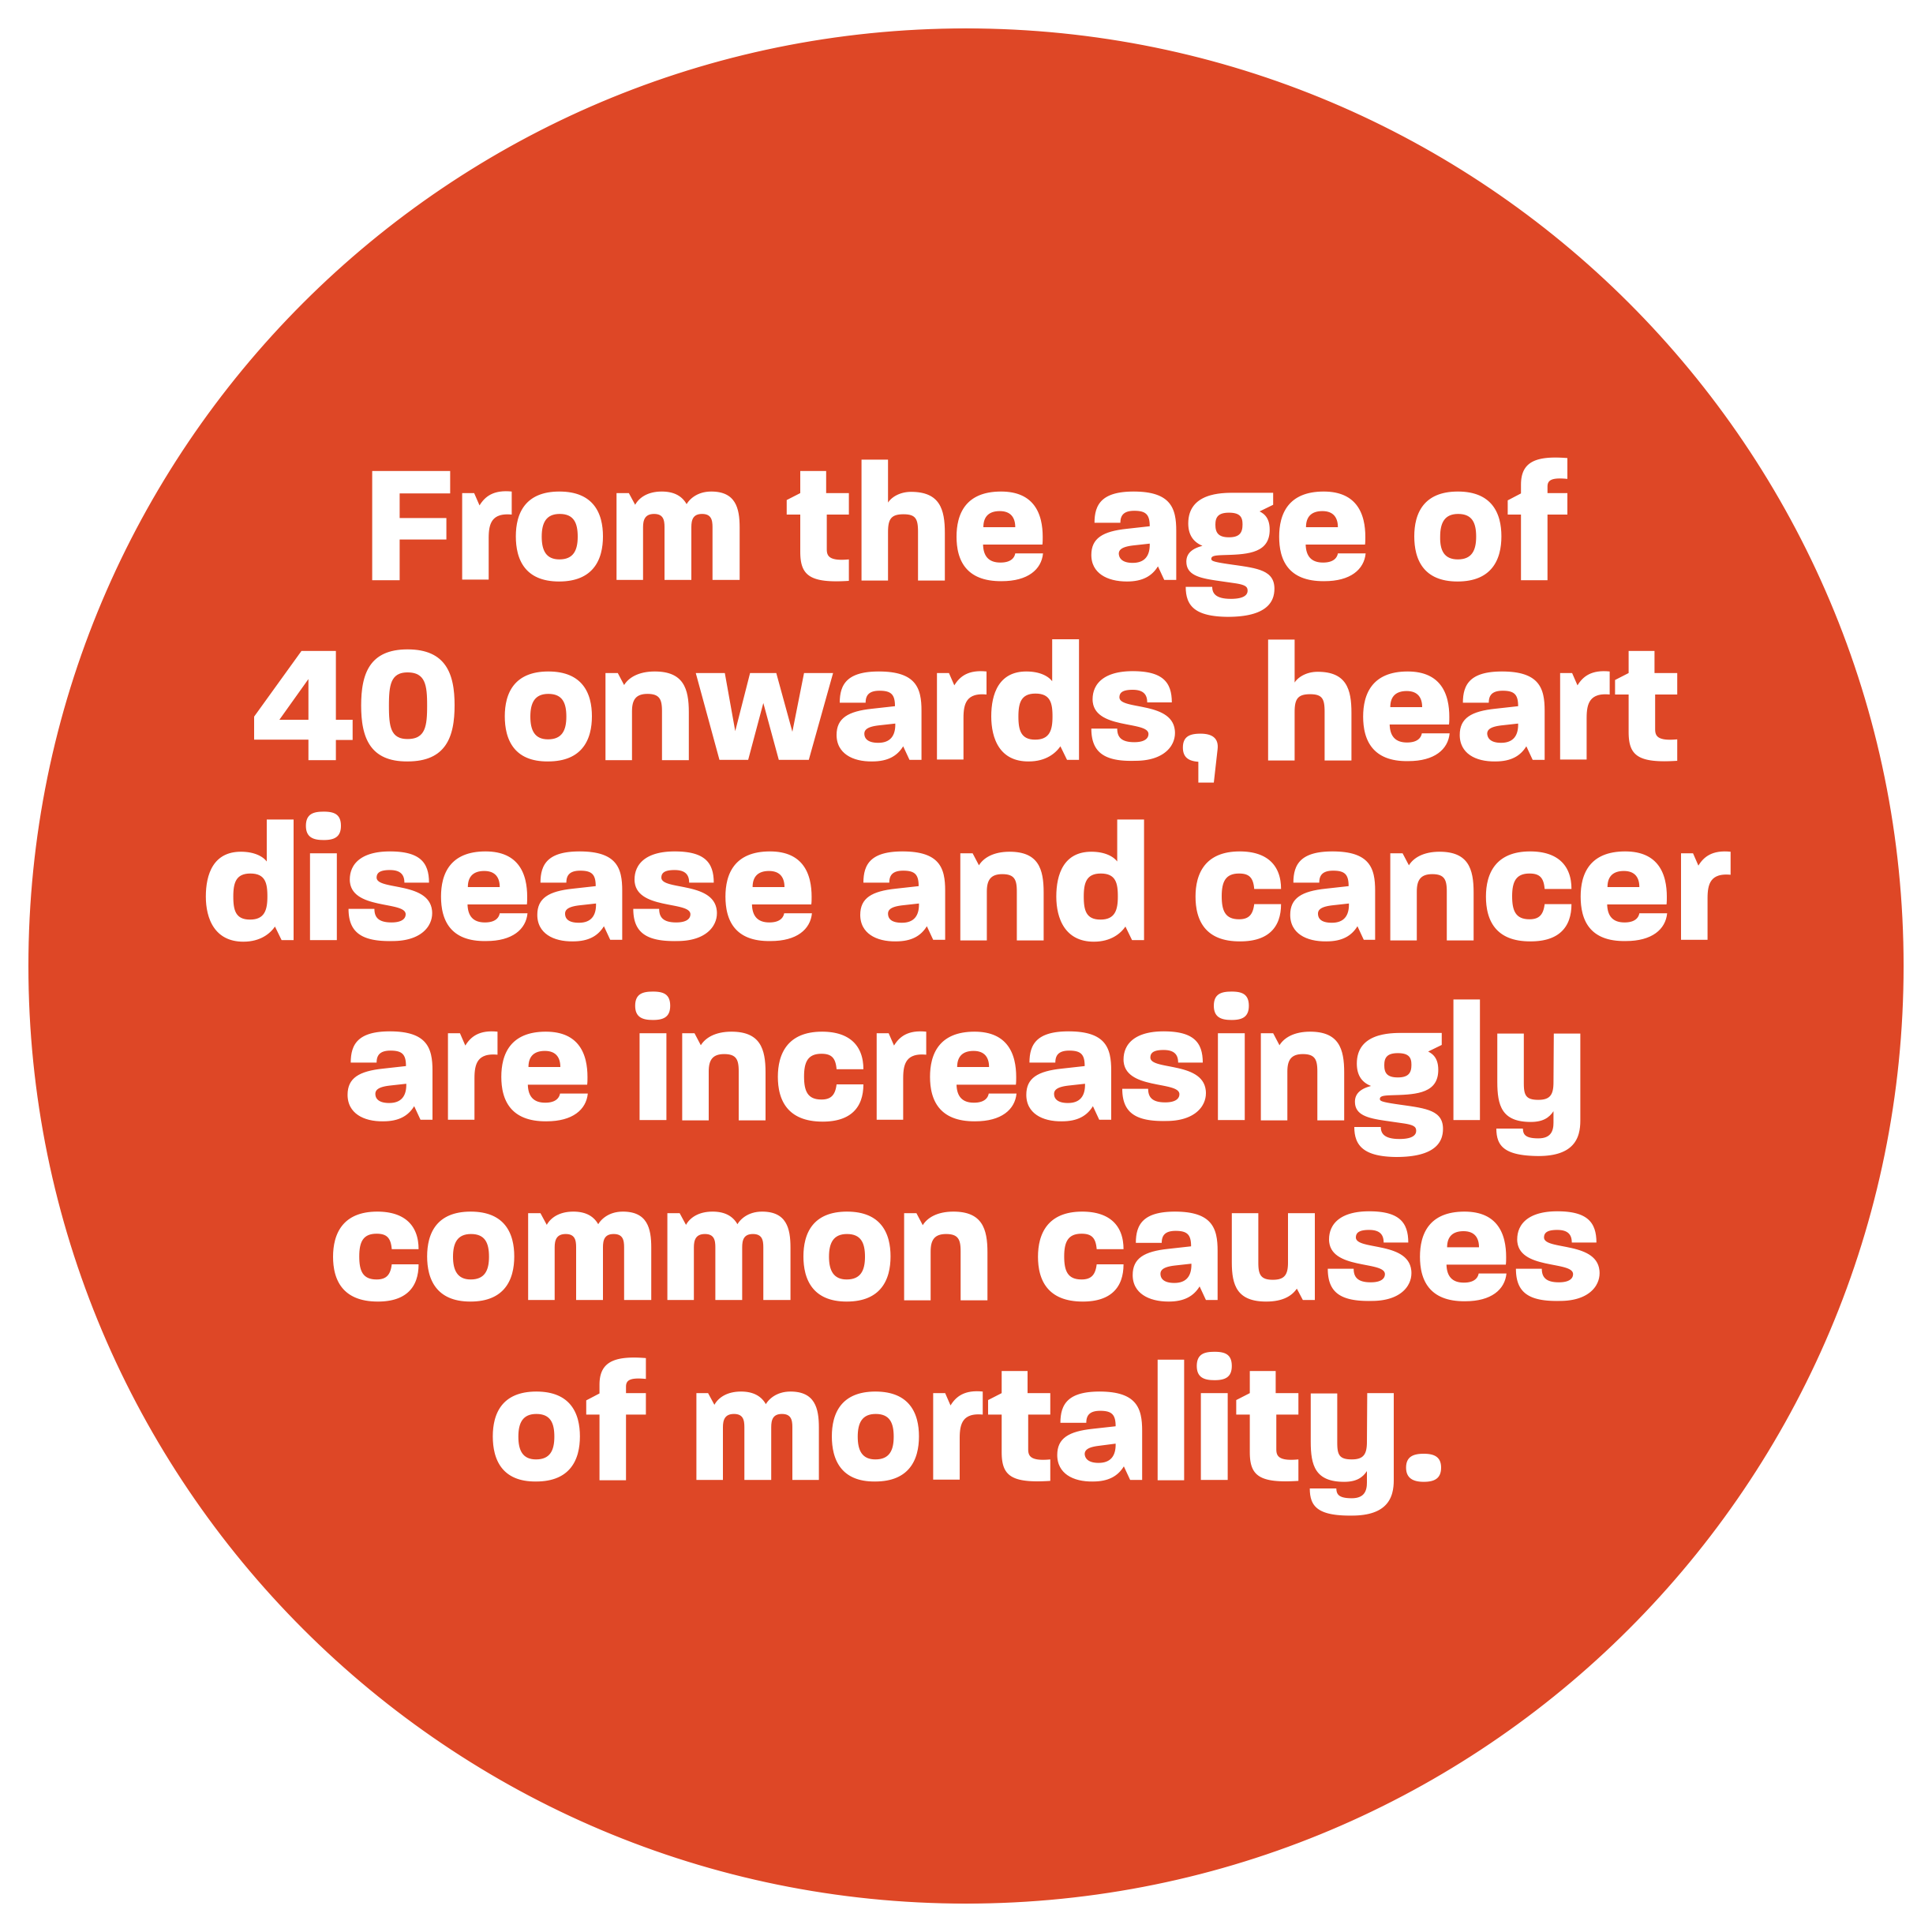 From the age of
40 onwards, heart
disease and cancer
are increasingly
common causes
of mortality.